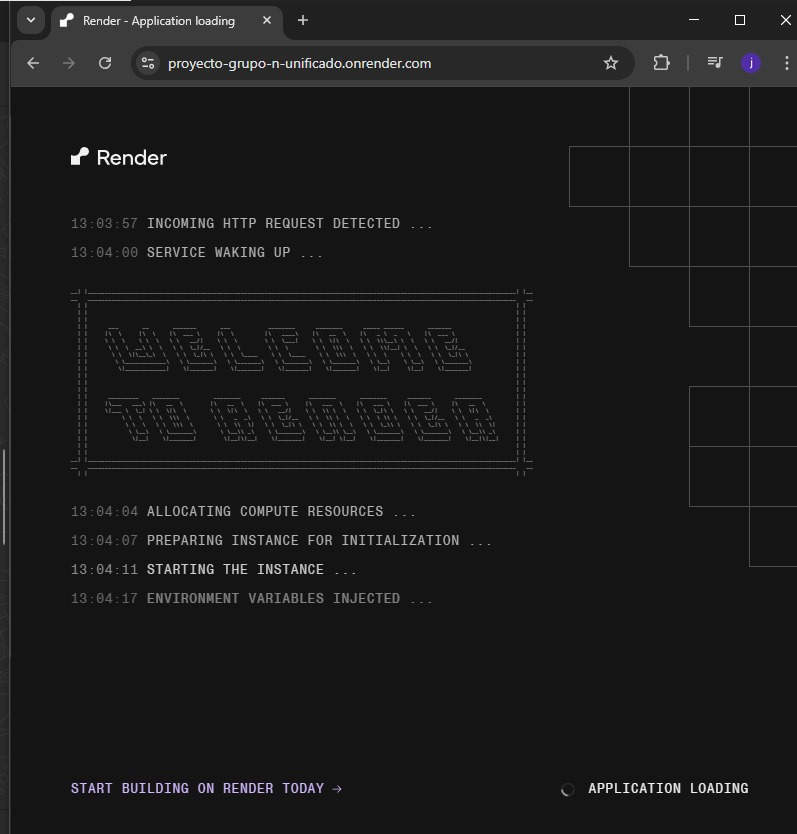 Render - Application loading
proyecto-grupo-n-unificado.onrender.com
j
Render
13:03:57 INCOMING HTTP REQUEST DETECTED ...
13:04:00 SERVICE WAKING UP ...
WELCOME
TO RENDER
13:04:04 ALLOCATING COMPUTE RESOURCES ...
13:04:07 PREPARING INSTANCE FOR INITIALIZATION ...
13:04:11 STARTING THE INSTANCE ...
13:04:17 ENVIRONMENT VARIABLES INJECTED ...
START BUILDING ON RENDER TODAY →
APPLICATION LOADING